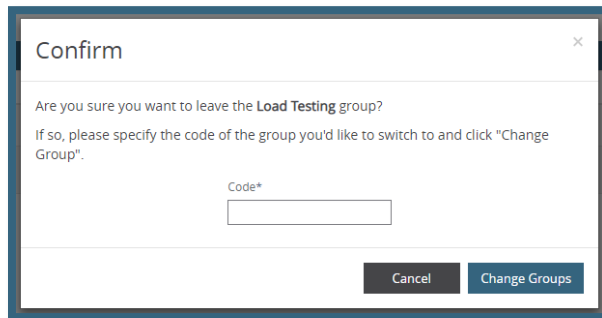 Confirm
×
Are you sure you want to leave the Load Testing group?
If so, please specify the code of the group you'd like to switch to and click "Change
Group".
Code*
Cancel Change Groups